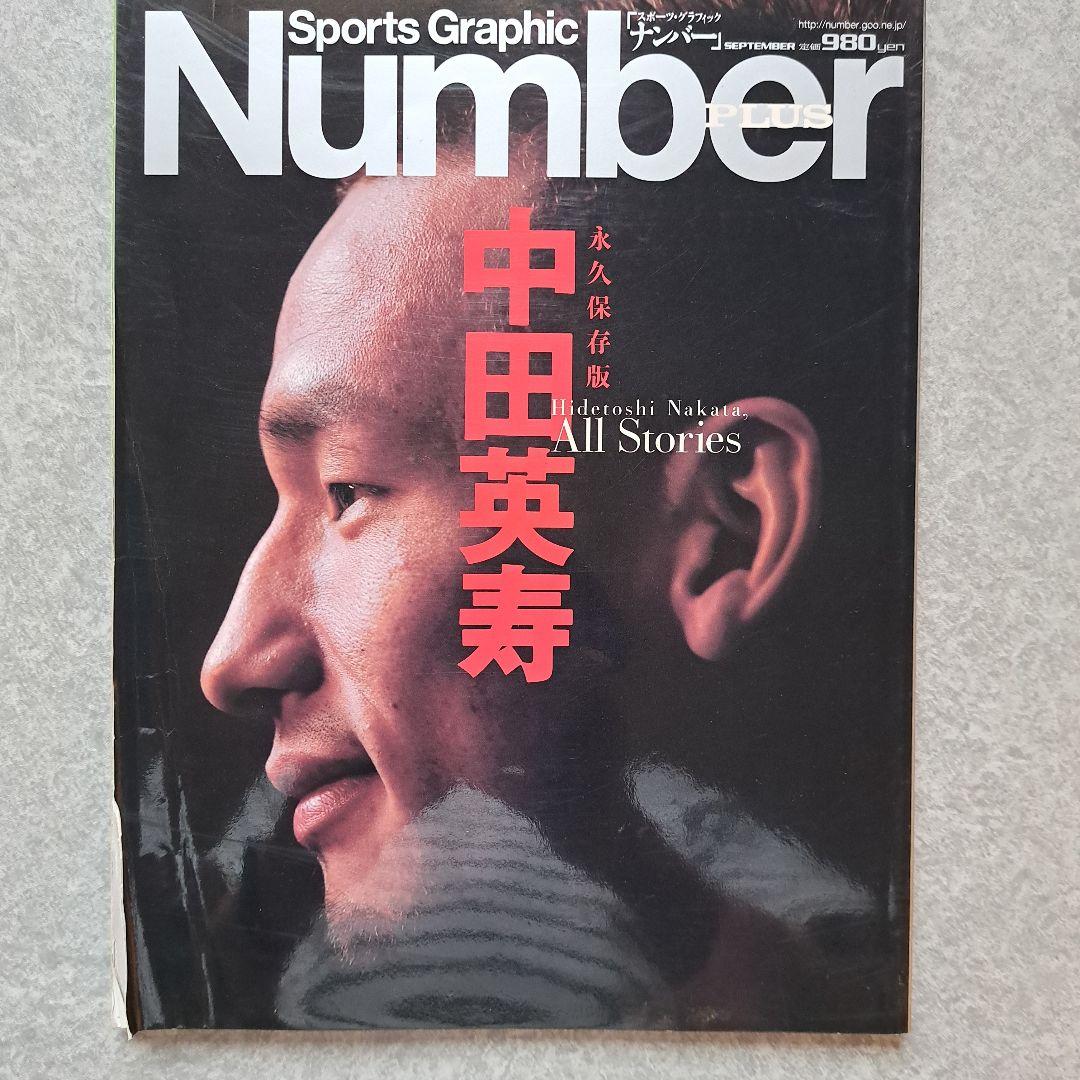 Sports Graphic
「スポーツ・グラフィック
ナンバー」
SEPTEMBER 定価980yen
http://number.goo.ne.jp/
Number
PLUS
永久保存版
中田英寿
Hidetoshi Nakata,
All Stories